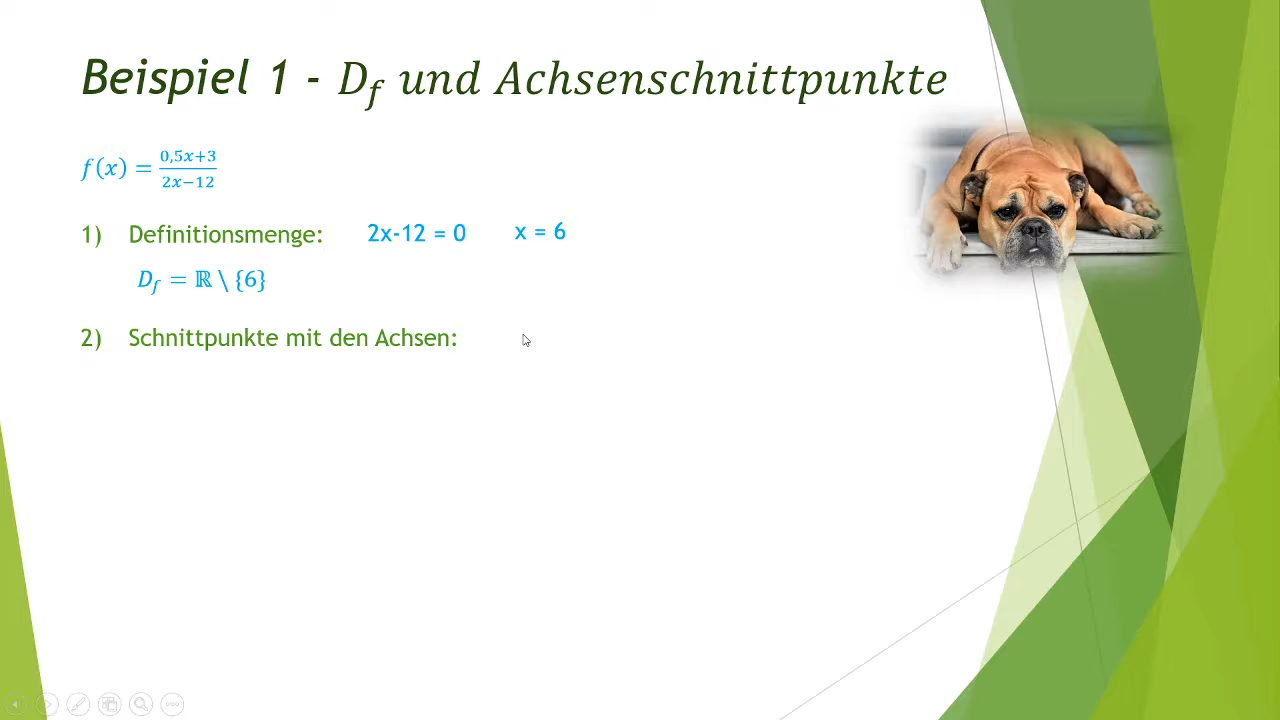 Beispiel 1 - D_f und Achsenschnittpunkte
f(x) = \frac{0,5x+3}{2x-12}
1) Definitionsmenge: 2x-12 = 0 x = 6
D_f = ℝ \ {6}
2) Schnittpunkte mit den Achsen: